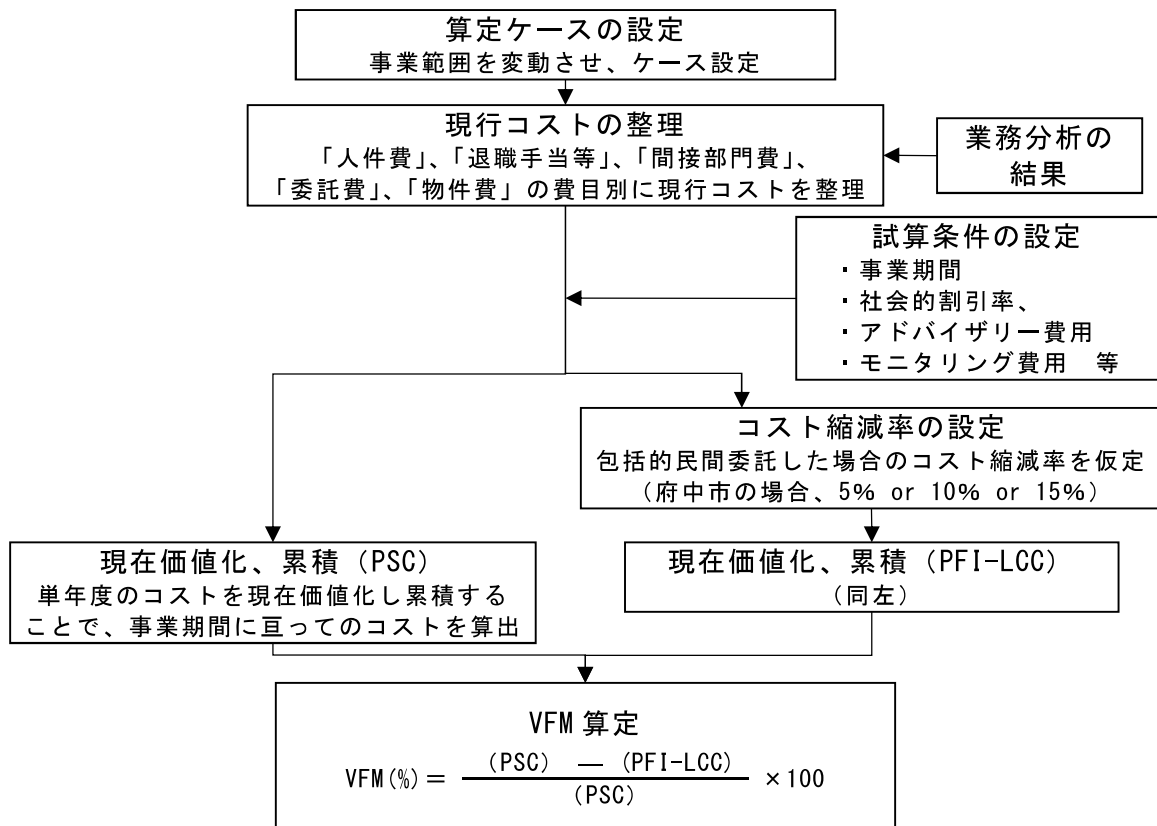 算定ケースの設定
事業範囲を変動させ、ケース設定
現行コストの整理
「人件費」、「退職手当等」、「間接部門費」、
「委託費」、「物件費」の費目別に現行コストを整理
業務分析の
結果
試算条件の設定
・事業期間
・社会的割引率、
・アドバイザリー費用
・モニタリング費用　等
コスト縮減率の設定
包括的民間委託した場合のコスト縮減率を仮定
（府中市の場合、5% or 10% or 15%）
現在価値化、累積（PSC）
単年度のコストを現在価値化し累積する
ことで、事業期間に亘ってのコストを算出
現在価値化、累積（PFI-LCC）
（同左）
VFM 算定
VFM(%)＝ (PSC) ― (PFI-LCC) ×100
(PSC)